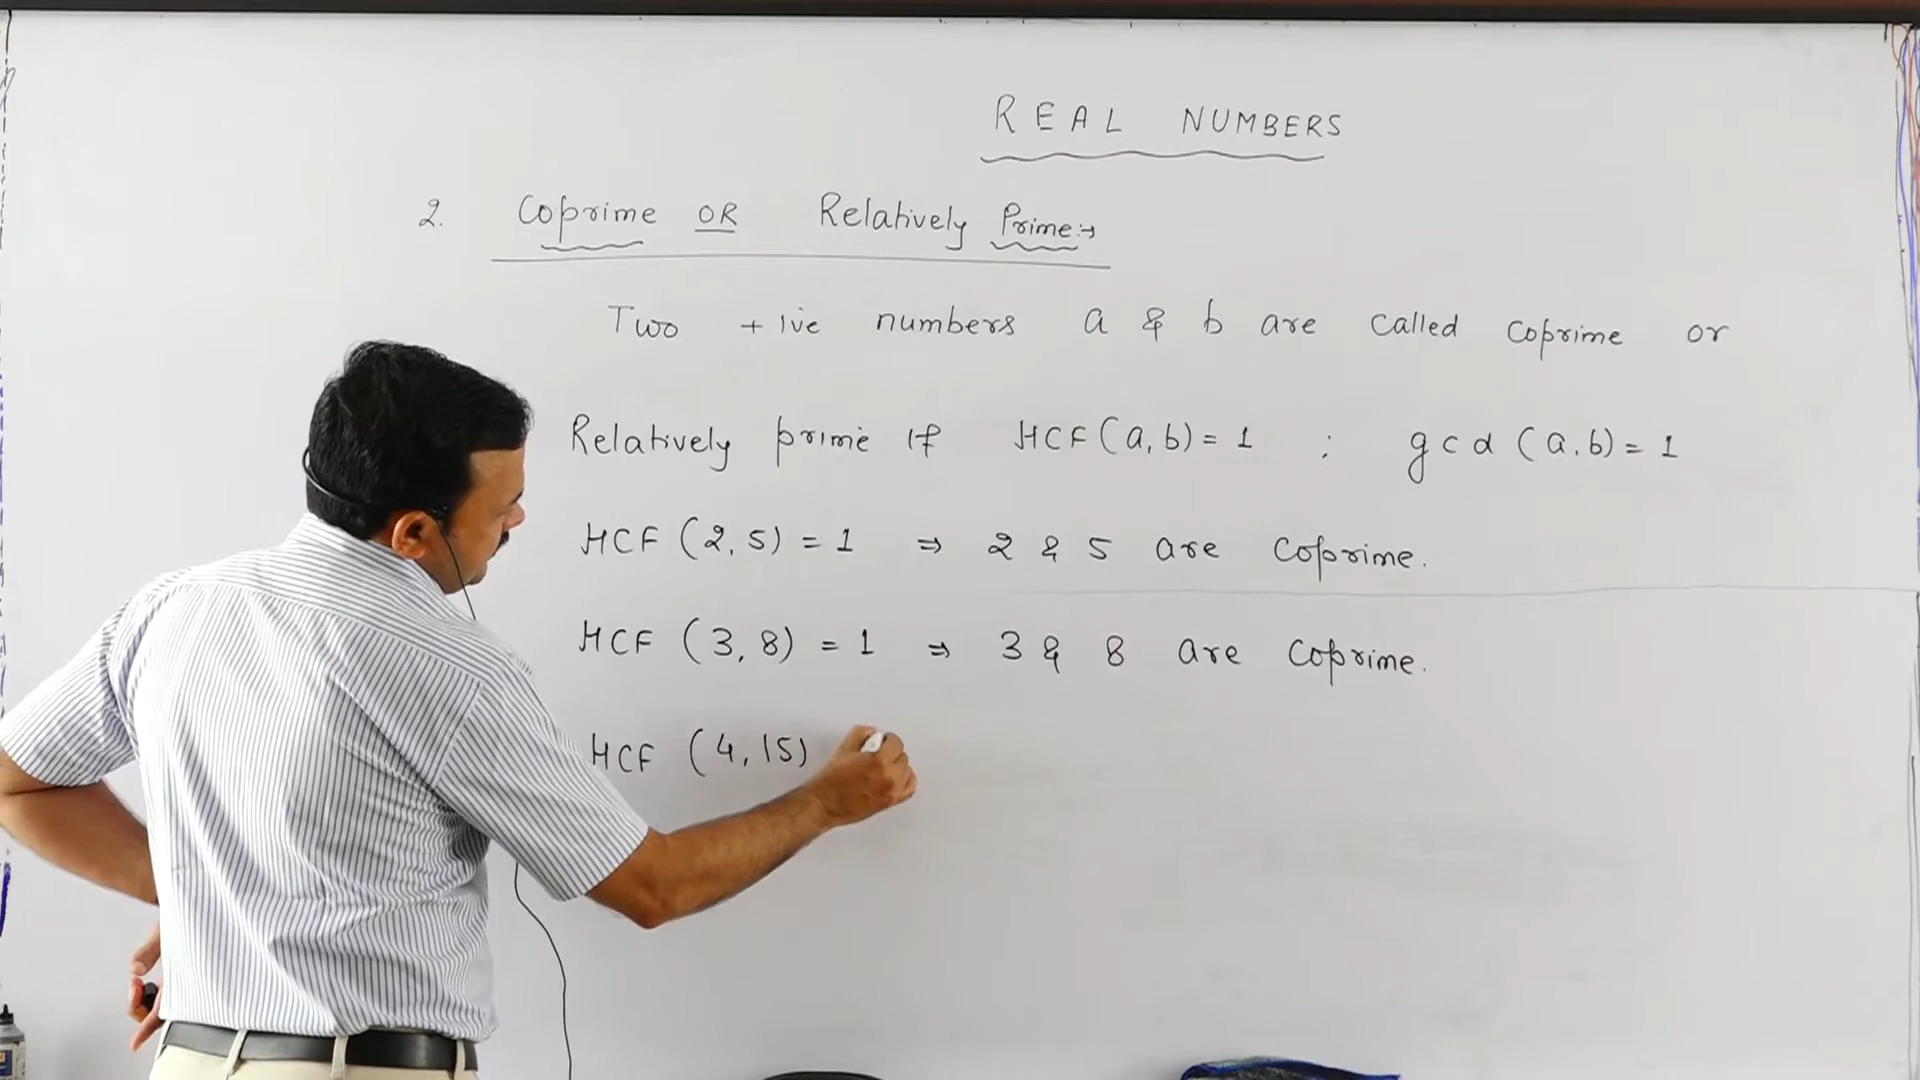 REAL NUMBERS
2. Coprime OR Relatively Prime:→
Two +ive numbers a & b are called coprime or
Relatively prime if HCF(a,b)=1 ; gcd (a,b)=1
HCF (2,5)=1 ⇒ 2 & 5 are Coprime.
HCF (3,8)=1 ⇒ 3 & 8 are Coprime.
HCF (4,15)